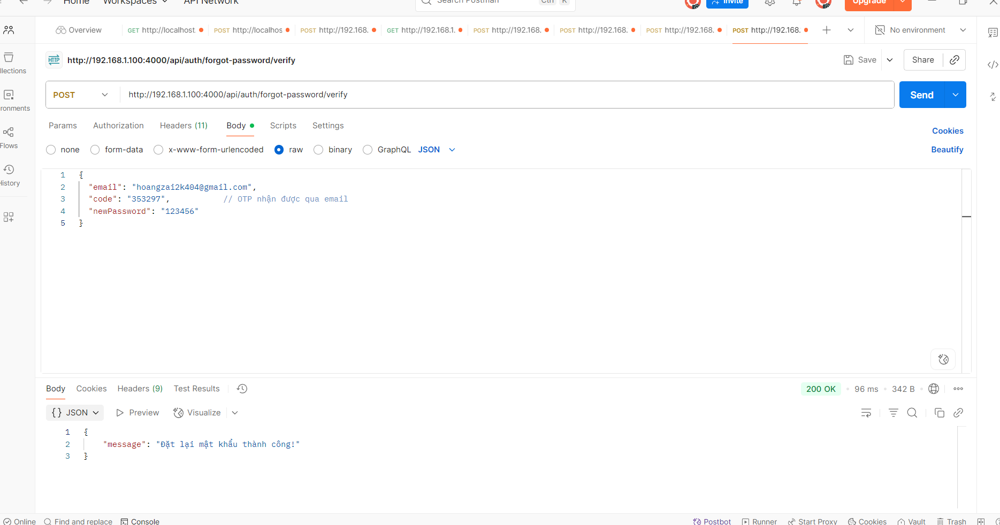 Home Workspaces API Network Search Postman Ctrl K Invite Upgrade
Overview GET http://localhost. POST http://localhos POST http://192.168. GET http://192.168.1. POST http://192.168. POST http://192.168. POST http://192.168. POST http://192.168. No environment
HTTP http://192.168.1.100:4000/api/auth/forgot-password/verify Save Share
llections
ronments
Flows
History
POST http://192.168.1.100:4000/api/auth/forgot-password/verify Send
Params Authorization Headers (11) Body Scripts Settings Cookies
none form-data x-www-form-urlencoded raw binary GraphQL JSON Beautify
1 {
2 "email": "hoangzai2k404@gmail.com",
3 "code": "353297", // OTP nhận được qua email
4 "newPassword": "123456"
5 }
Body Cookies Headers (9) Test Results 200 OK • 96 ms • 342 B •
{} JSON Preview Visualize
1 {
2 "message": "Đặt lại mật khẩu thành công!"
3 }
Online Find and replace Console Postbot Runner Start Proxy Cookies Vault Trash